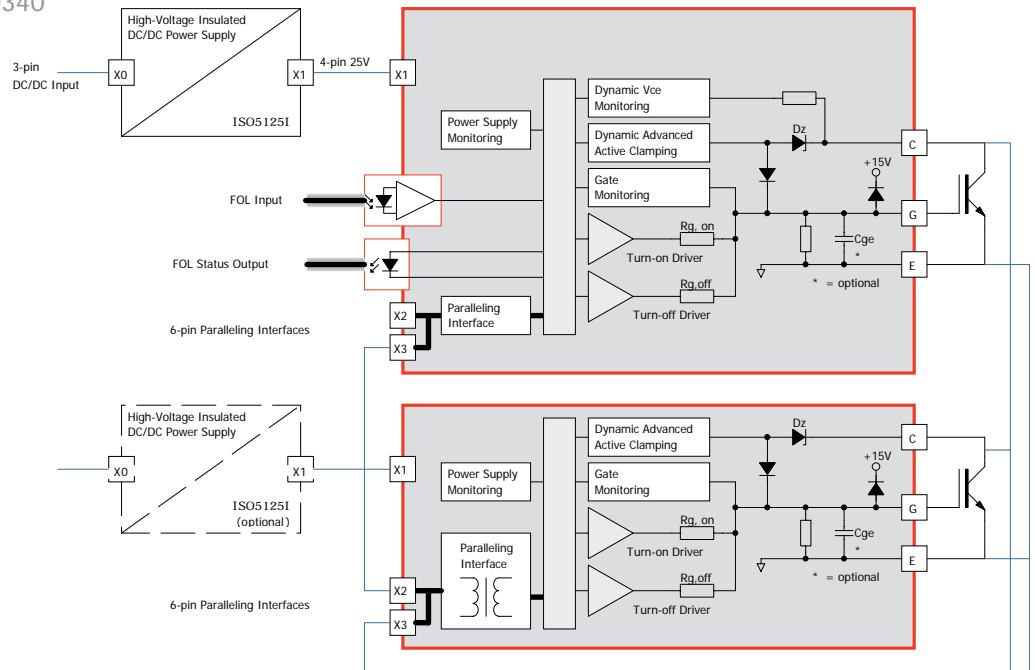 High-Voltage Insulated
DC/DC Power Supply
3-pin
DC/DC Input
X0
X1
4-pin 25V
X1
ISO5125I
Power Supply
Monitoring
Dynamic Vce
Monitoring
Dynamic Advanced
Active Clamping
Dz
C
+15V
Gate
Monitoring
FOL Input
G
Rg, on
Turn-on Driver
Cge
*
E
FOL Status Output
Rg,off
* = optional
Turn-off Driver
X2
Paralleling
Interface
6-pin Paralleling Interfaces
X3
High-Voltage Insulated
DC/DC Power Supply
X0
X1
X1
ISO5125I
(optional)
Dynamic Advanced
Active Clamping
Dz
C
+15V
Power Supply
Monitoring
Gate
Monitoring
G
Rg, on
Turn-on Driver
Cge
*
E
Paralleling
Interface
Rg,off
* = optional
Turn-off Driver
X2
6-pin Paralleling Interfaces
X3